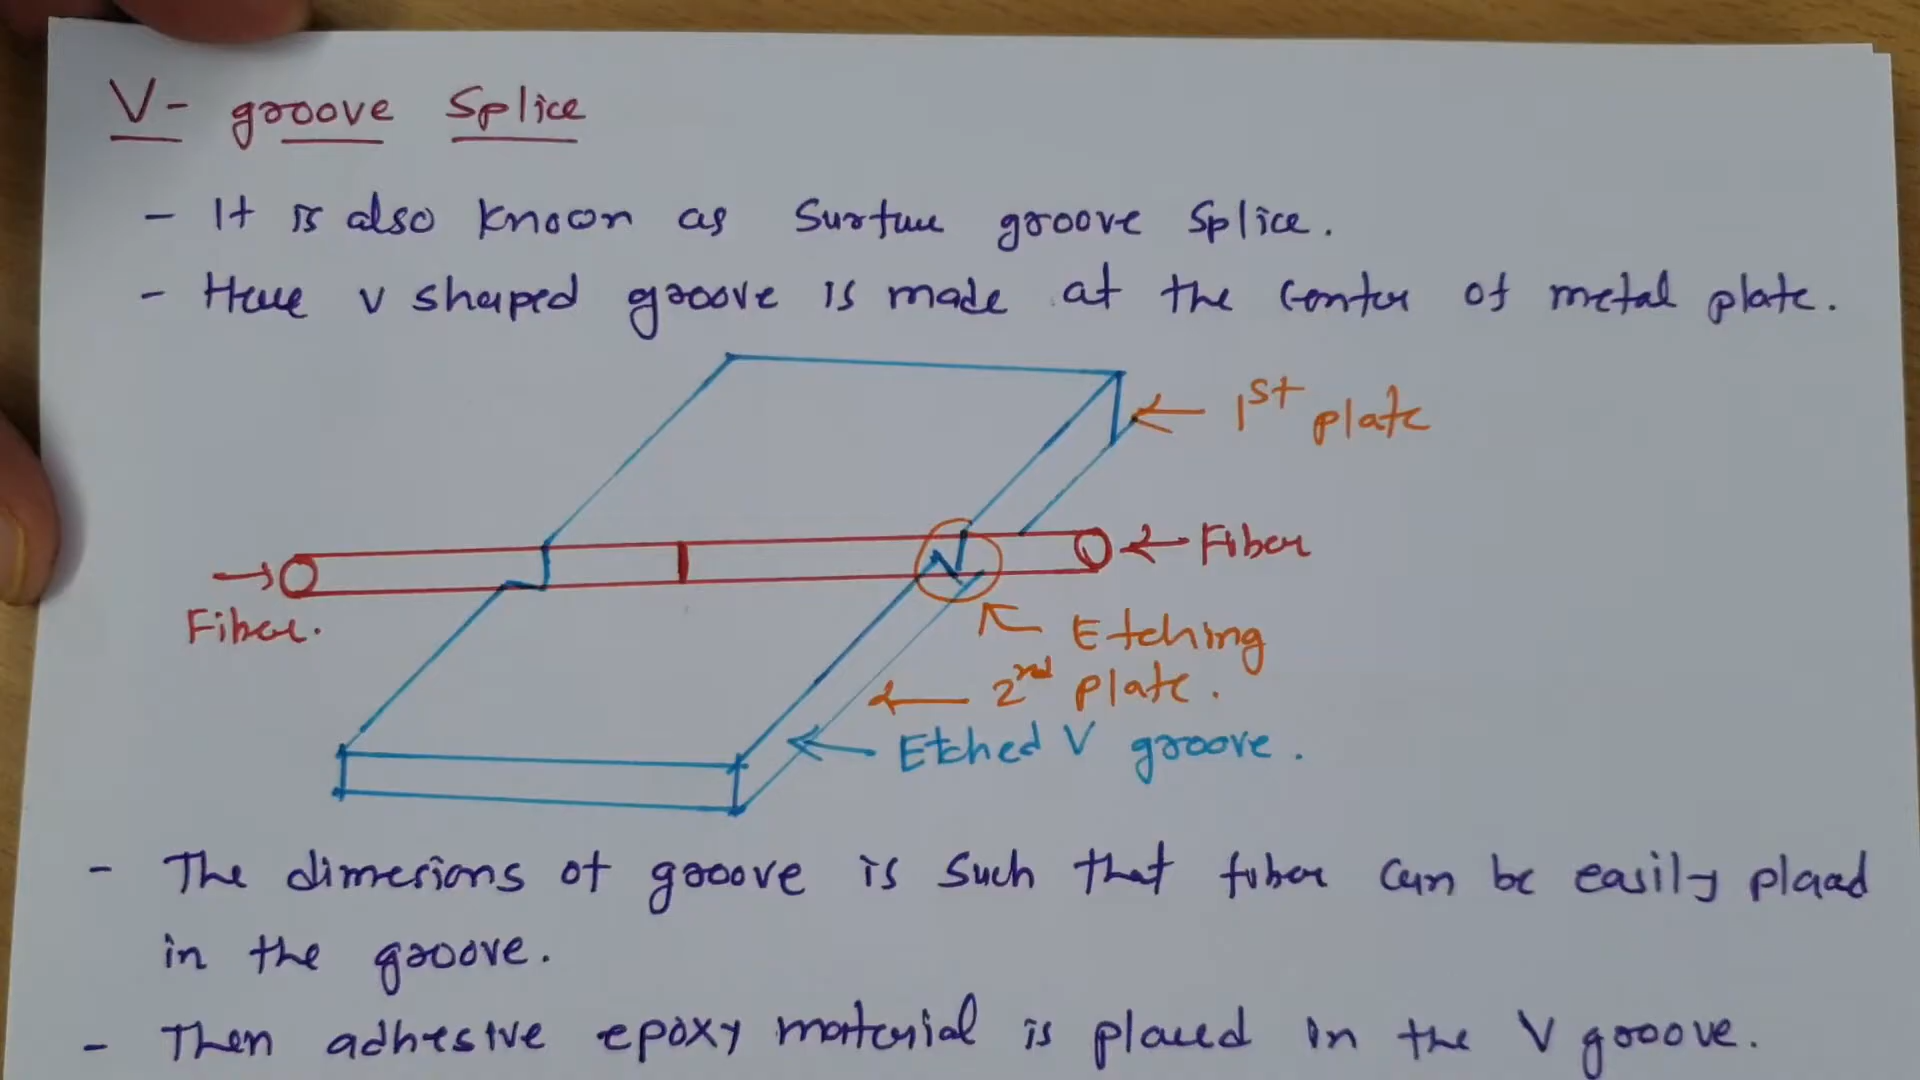 V- groove Splice
- It is also known as Surface groove Splice.
- Here V shaped groove is made at the center of metal plate.
← 1st plate
← Fiber
→
Fiber.
Etching
← 2nd plate.
← Etched V groove.
- The dimesions of groove is such that fiber can be easily placed
in the groove.
- Then adhesive epoxy material is placed in the V groove.